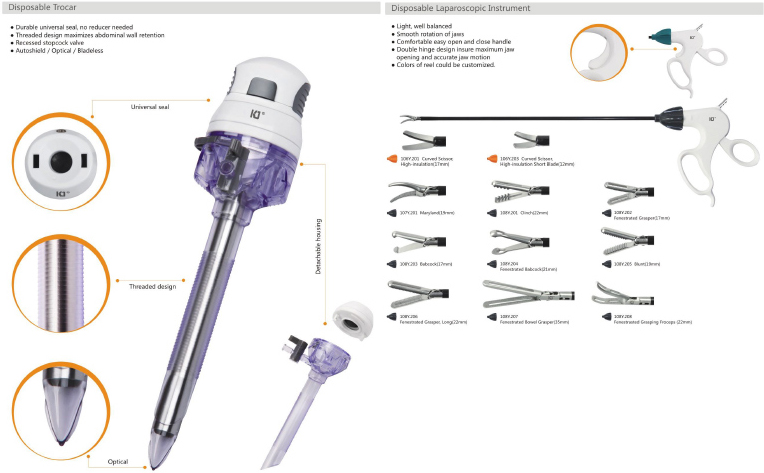 Disposable Trocar
● Durable universal seal, no reducer needed
● Threaded design maximizes abdominal wall retention
● Recessed stopcock valve
● Autoshield / Optical / Bladeless
Universal seal
Detachable housing
Threaded design
Optical
Disposable Laparoscopic Instrument
● Light, well balanced
● Smooth rotation of jaws
● Comfortable easy open and close handle
● Double hinge design insure maximum jaw
opening and accurate jaw motion
● Colors of reel could be customized.
106Y.201 Curved Scissor,
High-insulation(17mm)
106Y.203 Curved Scissor,
High-insulation Short Blade(12mm)
107Y.201 Maryland(19mm)
108Y.201 Clinch(22mm)
108Y.202
Fenestrated Grasper(27mm)
108Y.203 Babcock(17mm)
108Y.204
Fenestrated Babcock(21mm)
108Y.205 Blunt(19mm)
108Y.206
Fenestrated Grasper, Long(22mm)
108Y.207
Fenestrated Bowel Grasper(35mm)
108Y.208
Fenestrated Grasping Froceps (22mm)